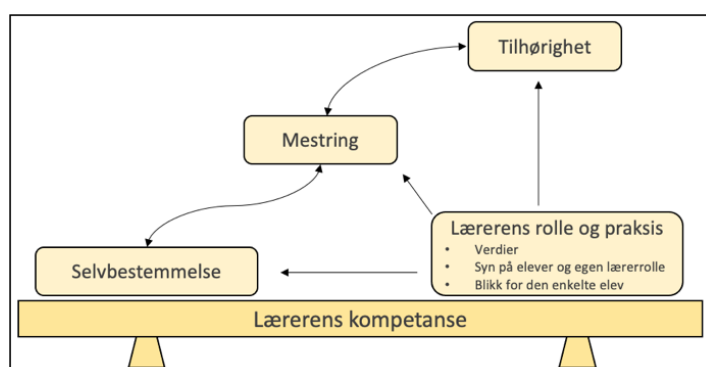 Tilhørighet
Mestring
Selvbestemmelse
Lærerens rolle og praksis
• Verdier
• Syn på elever og egen lærerrolle
• Blikk for den enkelte elev
Lærerens kompetanse